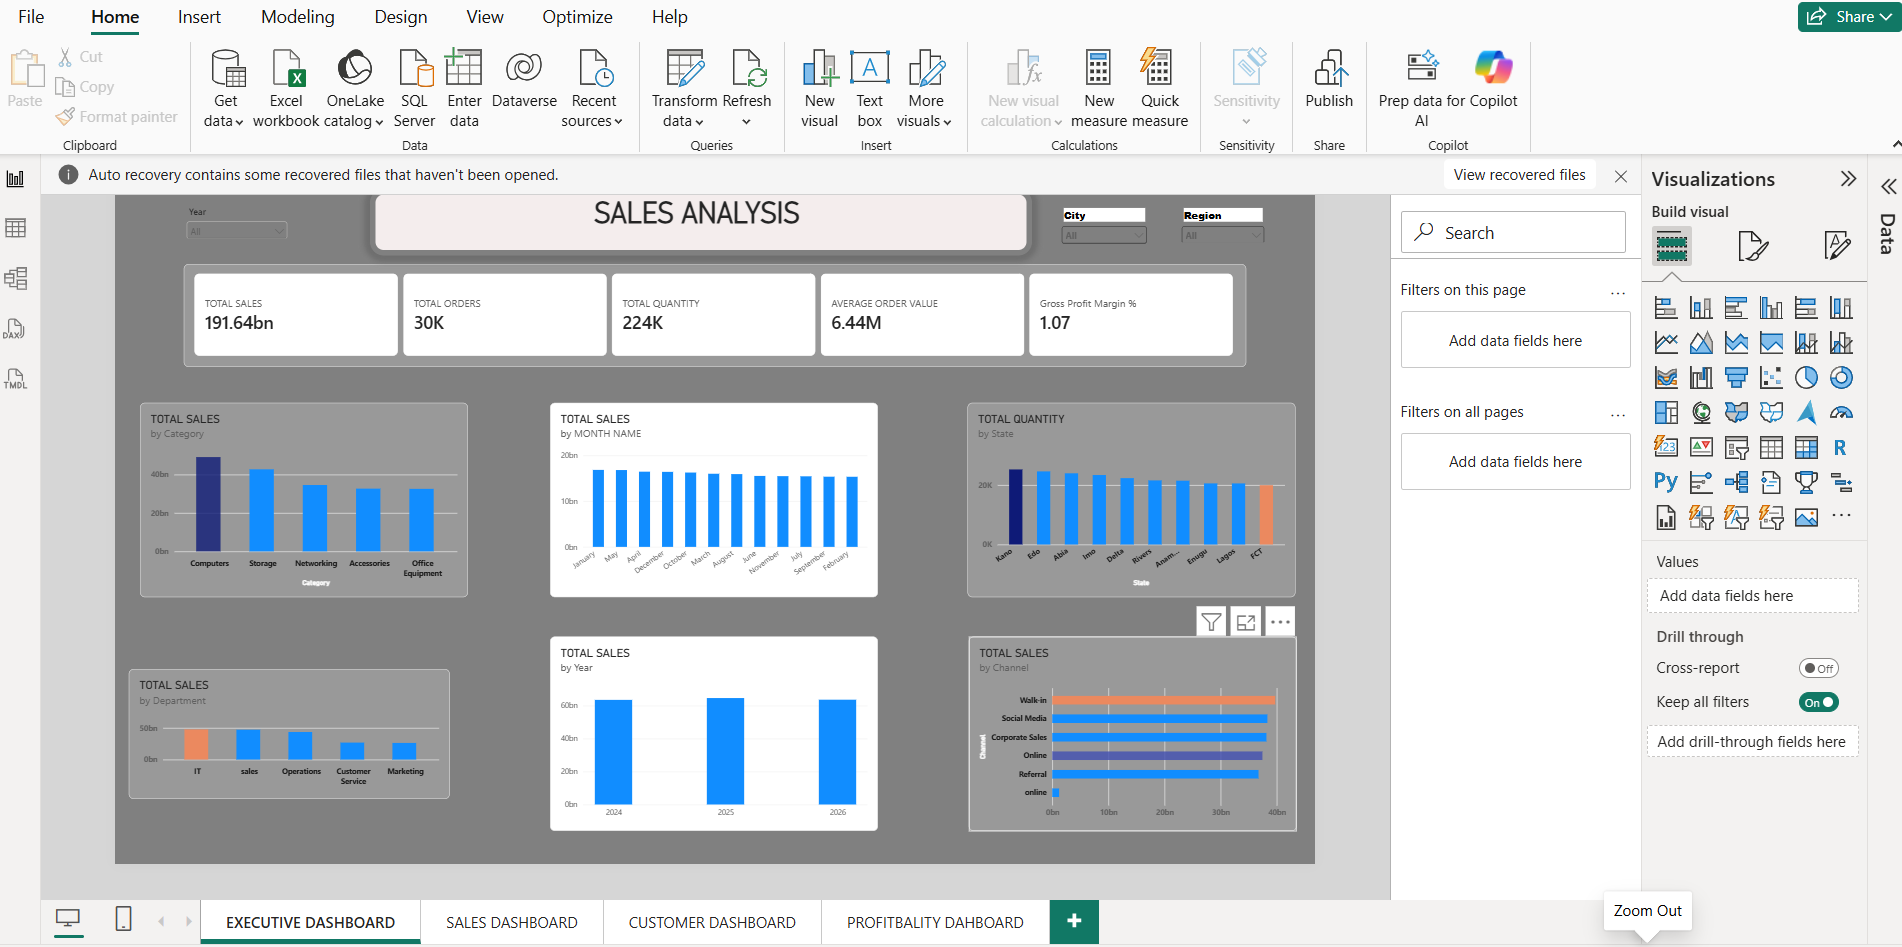 File Home Insert Modeling Design View Optimize Help Share
Paste
Cut
Copy
Format painter
Clipboard
Get data
Excel workbook
OneLake catalog
SQL Server
Enter data
Dataverse
Recent sources
Data
Transform data
Refresh
Queries
New visual
Text box
More visuals
Insert
New visual calculation
New measure
Quick measure
Calculations
Sensitivity
Sensitivity
Publish
Share
Prep data for AI
Copilot
Copilot
Auto recovery contains some recovered files that haven't been opened.
View recovered files
DAX
TMDL
Year
All
SALES ANALYSIS
City
All
Region
All
TOTAL SALES
191.64bn
TOTAL ORDERS
30K
TOTAL QUANTITY
224K
AVERAGE ORDER VALUE
6.44M
Gross Profit Margin %
1.07
TOTAL SALES
by Category
40bn
20bn
0bn
Computers Storage Networking Accessories Office Equipment
Category
TOTAL SALES
by MONTH NAME
20bn
10bn
0bn
January May April December October March August June November July September February
TOTAL QUANTITY
by State
20K
0K
Kano Edo Abia Imo Delta Rivers Anam... Enugu Lagos FCT
State
TOTAL SALES
by Department
50bn
0bn
IT sales Operations Customer Service Marketing
TOTAL SALES
by Year
60bn
40bn
20bn
0bn
2024 2025 2026
TOTAL SALES
by Channel
Channel
Walk-in
Social Media
Corporate Sales
Online
Referral
online
0bn 10bn 20bn 30bn 40bn
Search
Filters on this page ...
Add data fields here
Filters on all pages ...
Add data fields here
Visualizations
Build visual
123
R
Py
Values
Add data fields here
Drill through
Cross-report Off
Keep all filters On
Add drill-through fields here
Data
EXECUTIVE DASHBOARD SALES DASHBOARD CUSTOMER DASHBOARD PROFITBALITY DAHBOARD +
Zoom Out